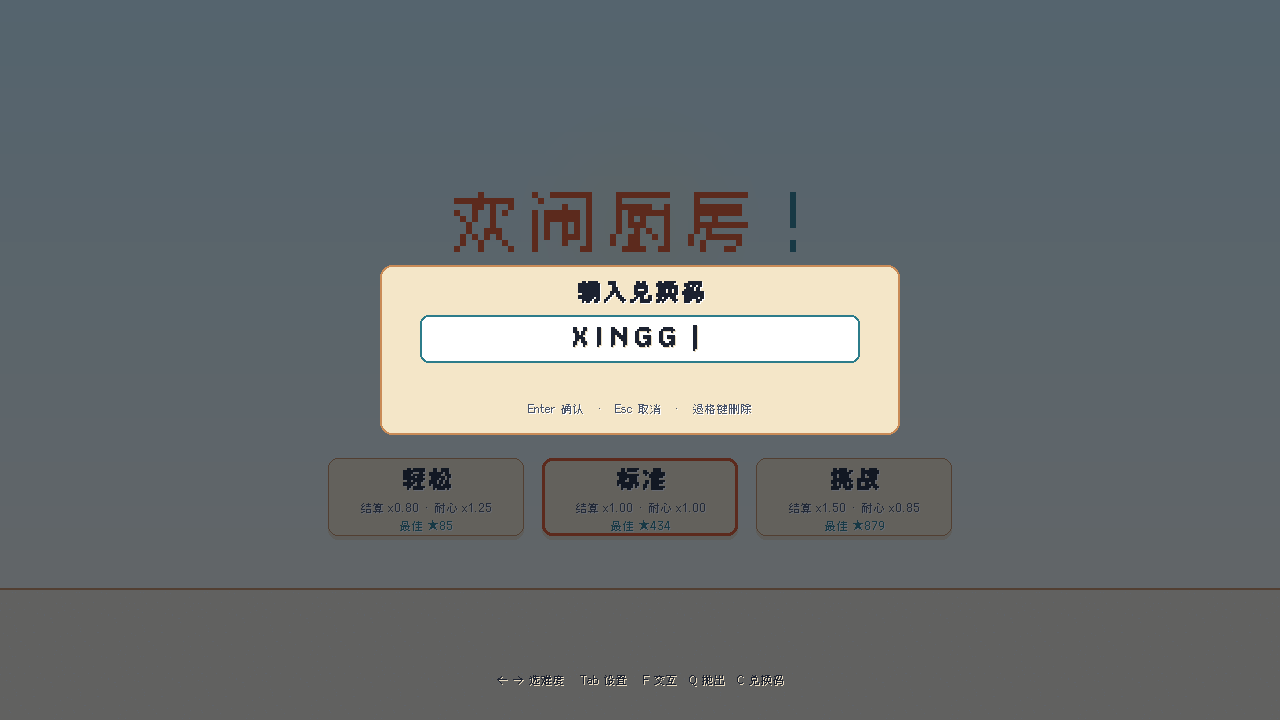 欢闹厨房！
输入兑换码
XINGG |
Enter 确认 · Esc 取消 · 退格键删除
轻松
结算 x0.80 · 耐心 x1.25
最佳 ★85
标准
结算 x1.00 · 耐心 x1.00
最佳 ★434
挑战
结算 x1.50 · 耐心 x0.85
最佳 ★879
← → 选难度 Tab 设置 F 交互 Q 抛出 C 兑换码